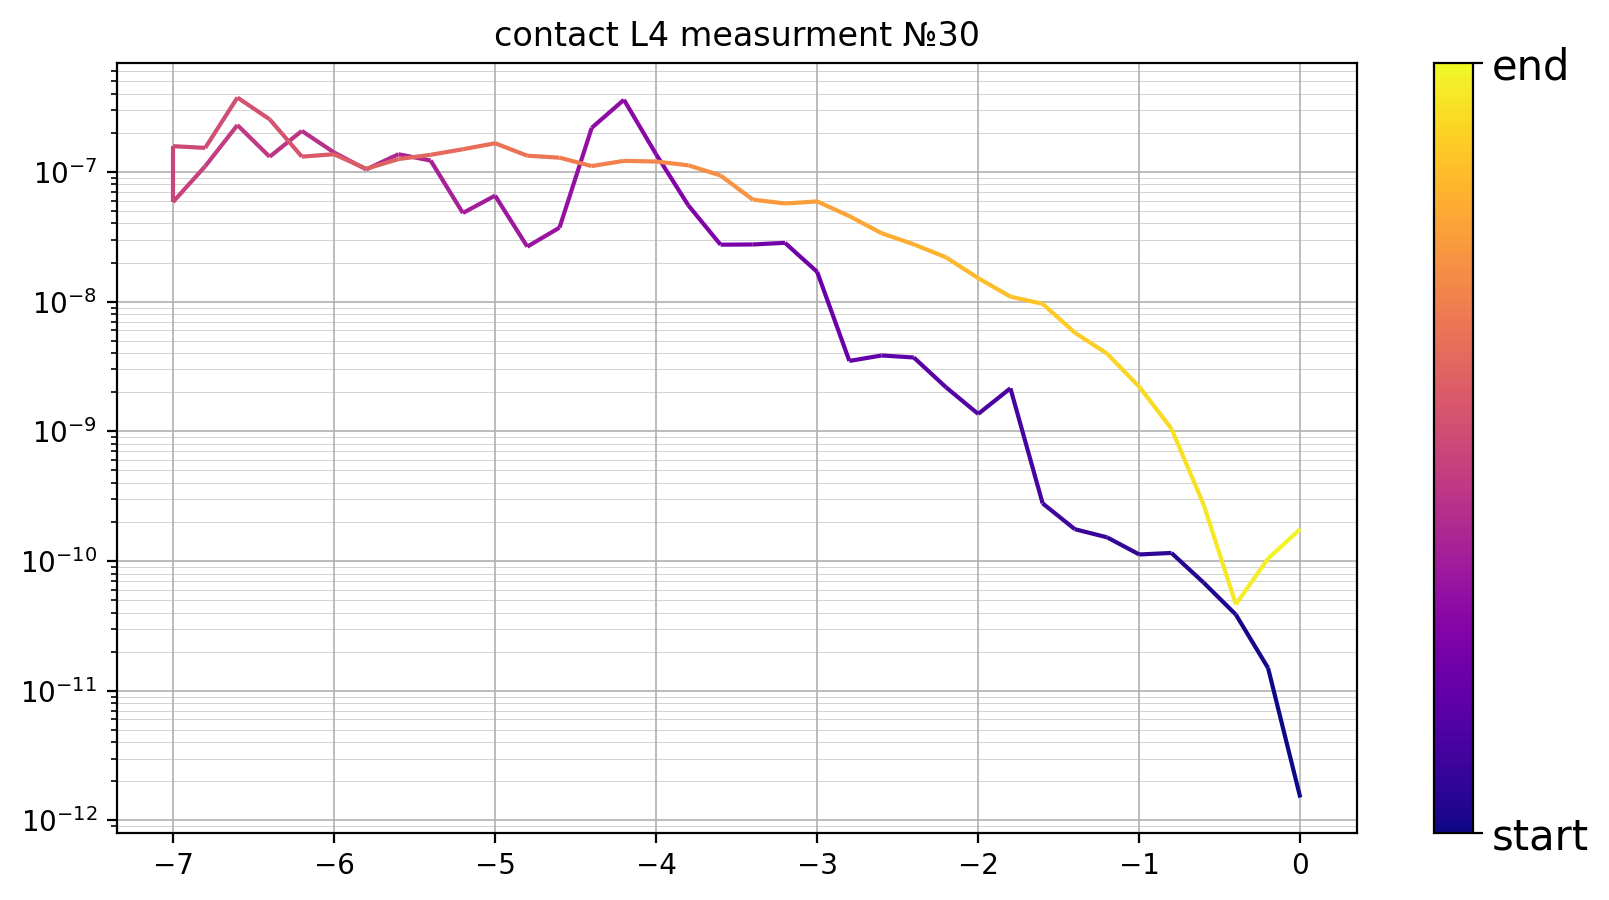 contact L4 measurment №30
10⁻⁷
10⁻⁸
10⁻⁹
10⁻¹⁰
10⁻¹¹
10⁻¹²
−7 −6 −5 −4 −3 −2 −1 0
end
start